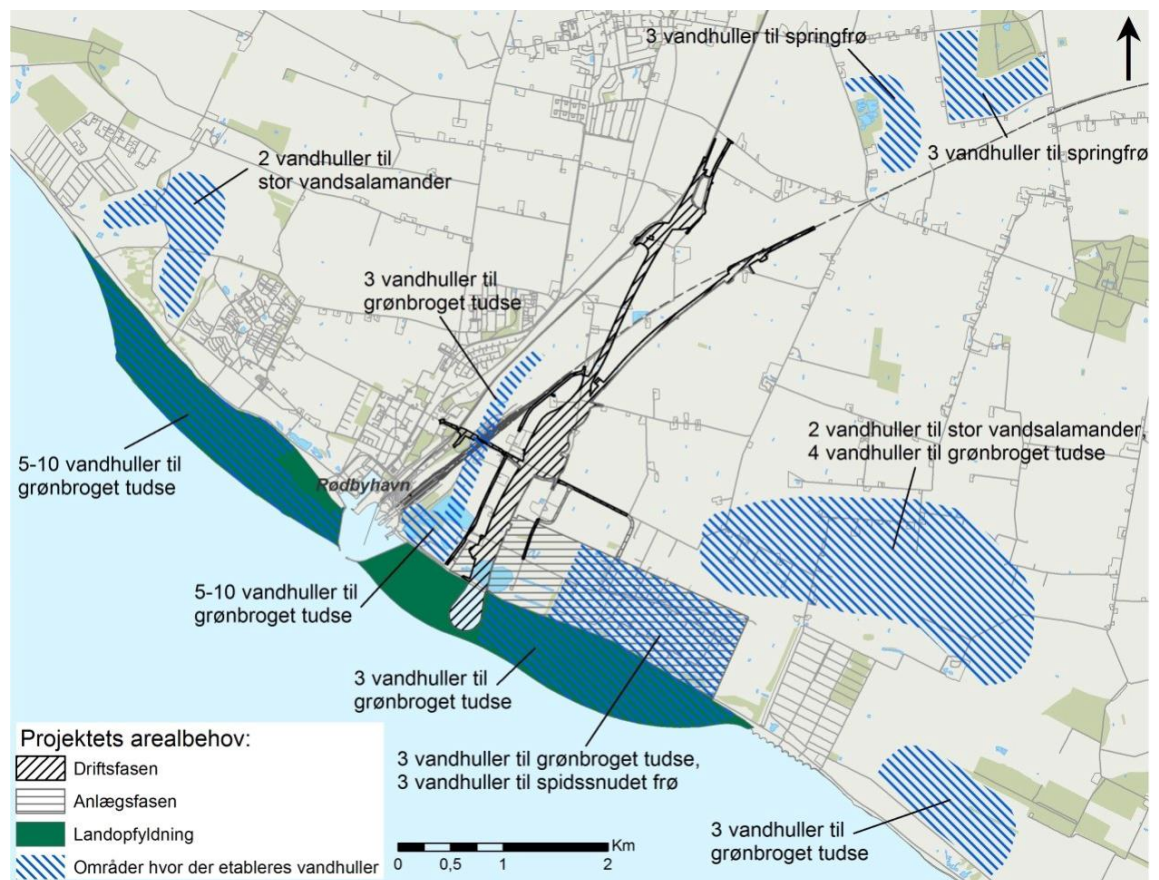 3 vandhuller til springfrø
3 vandhuller til springfrø
2 vandhuller til
stor vandsalamander
3 vandhuller til
grønbroget tudse
2 vandhuller til stor vandsalamander,
4 vandhuller til grønbroget tudse
5-10 vandhuller til
grønbroget tudse
Rødbyhavn
5-10 vandhuller til
grønbroget tudse
3 vandhuller til
grønbroget tudse
3 vandhuller til grønbroget tudse,
3 vandhuller til spidssnudet frø
3 vandhuller til
grønbroget tudse
Projektets arealbehov:
Driftsfasen
Anlægsfasen
Landopfyldning
Områder hvor der etableres vandhuller
Km
0 0,5 1 2